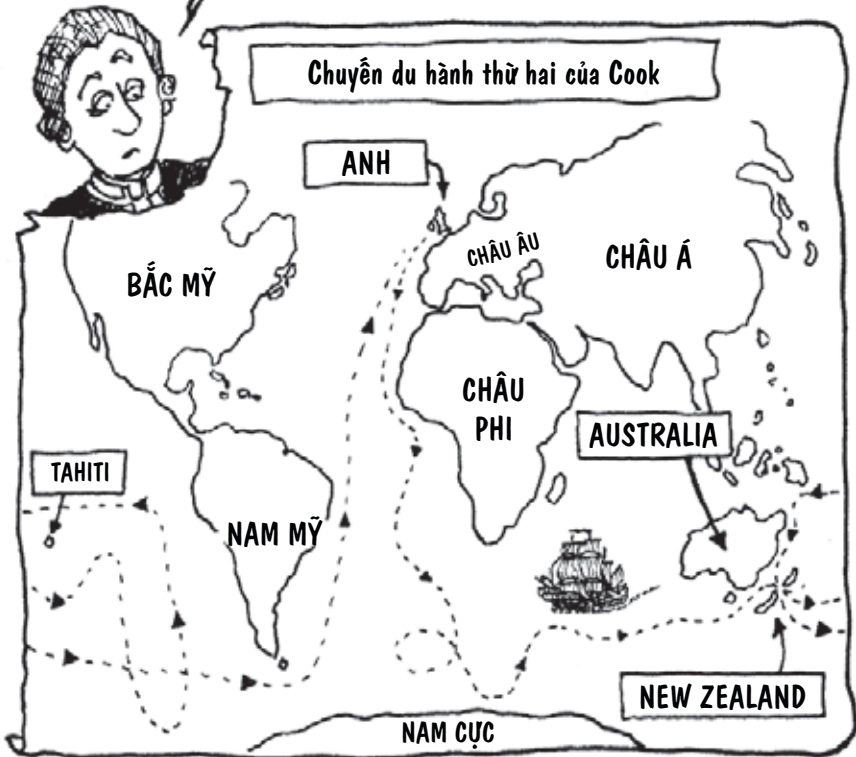 Chuyến du hành thừ hai của Cook
ANH
CHÂU ÂU
CHÂU Á
BẮC MỸ
CHÂU
PHI
AUSTRALIA
TAHITI
NAM MỸ
NEW ZEALAND
NAM CỰC